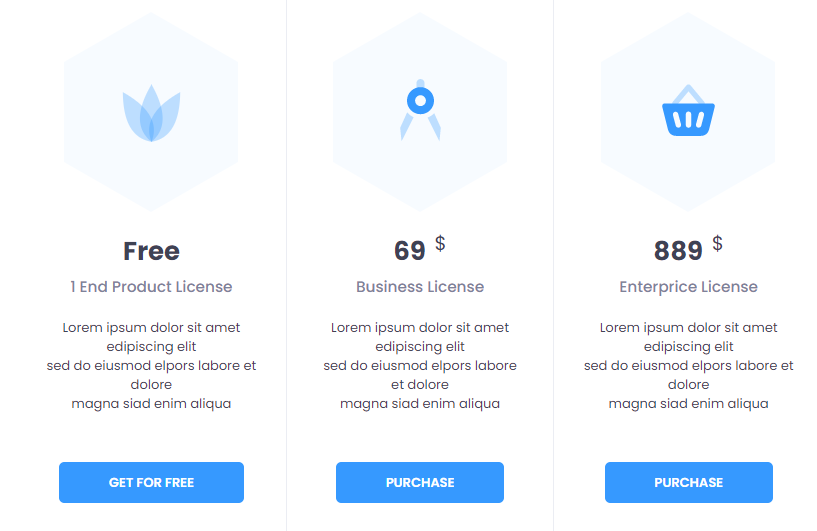 Free
1 End Product License
Lorem ipsum dolor sit amet
edipiscing elit
sed do eiusmod elpors labore et
dolore
magna siad enim aliqua
GET FOR FREE
69 $
Business License
Lorem ipsum dolor sit amet
edipiscing elit
sed do eiusmod elpors labore
et dolore
magna siad enim aliqua
PURCHASE
889 $
Enterprice License
Lorem ipsum dolor sit amet
edipiscing elit
sed do eiusmod elpors labore et
dolore
magna siad enim aliqua
PURCHASE